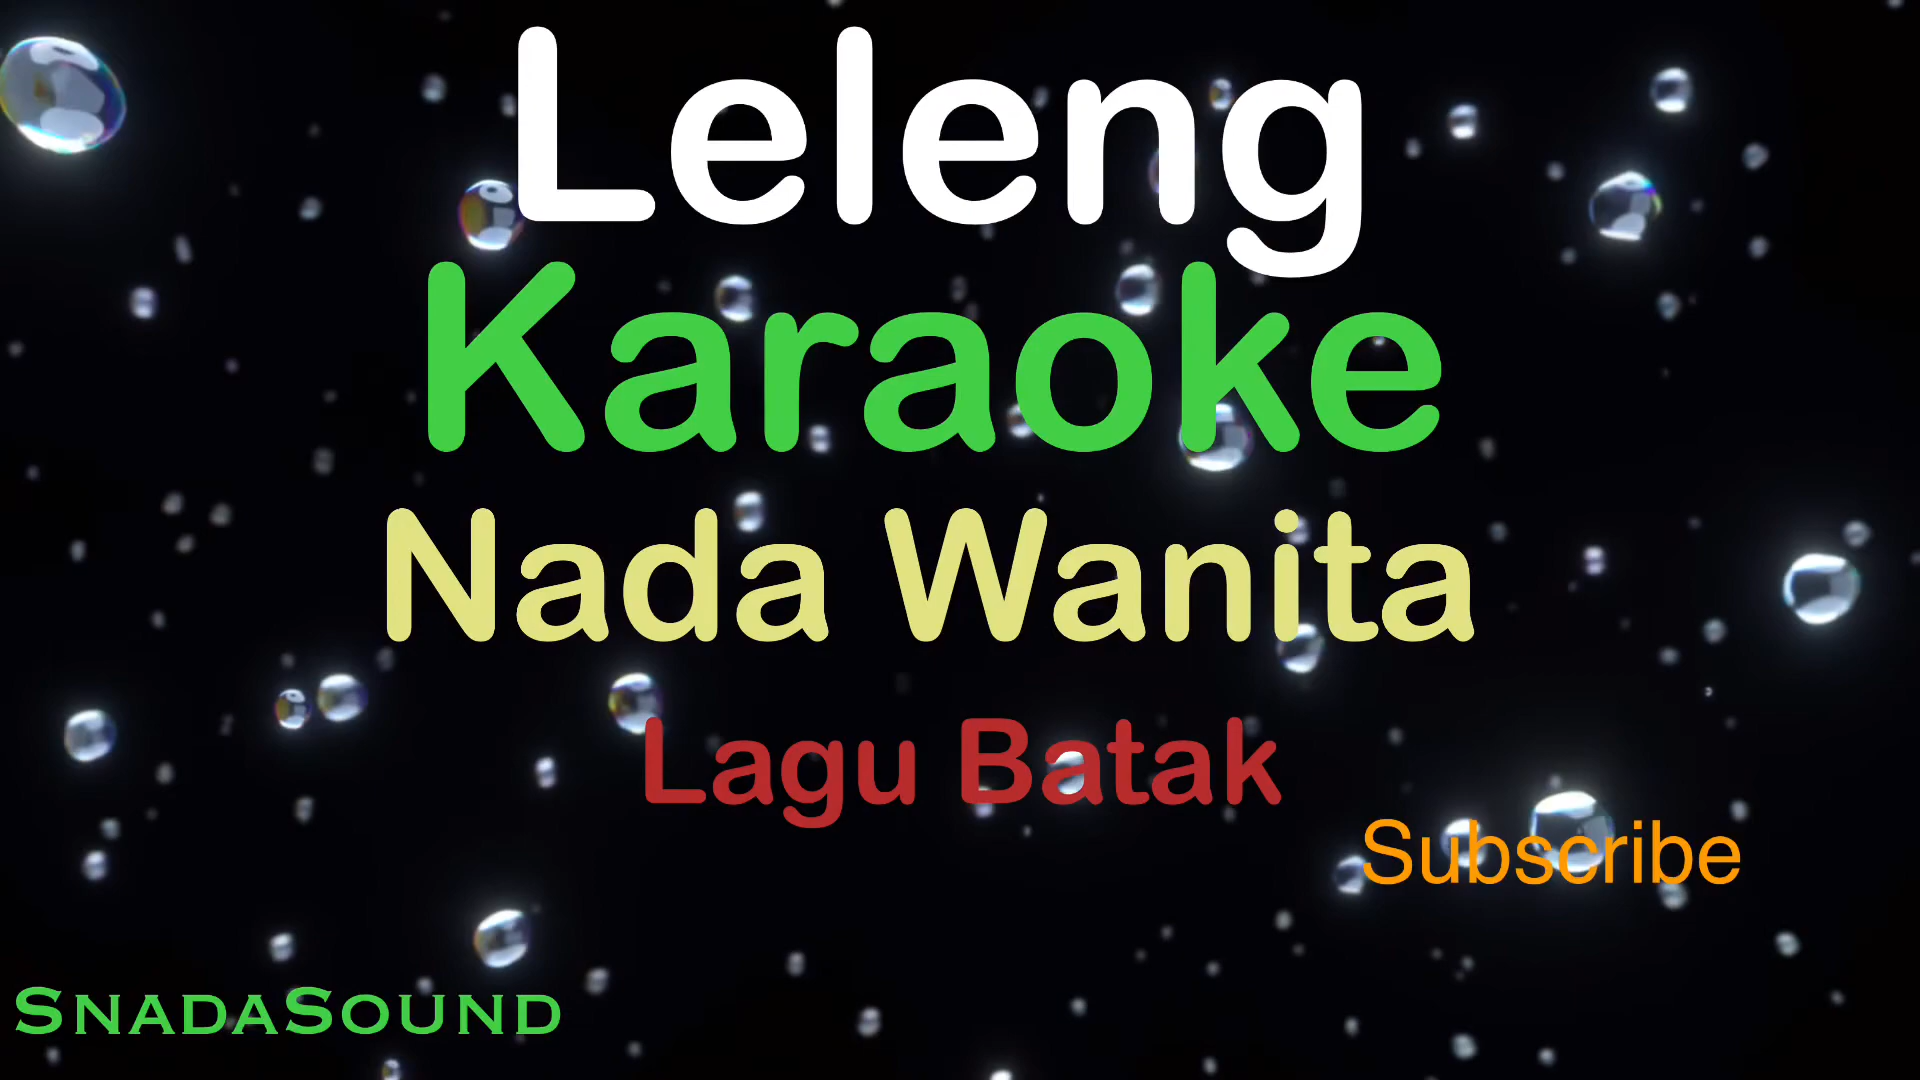 Leleng
Karaoke
Nada Wanita
Lagu Batak
Subscribe
SNADASOUND